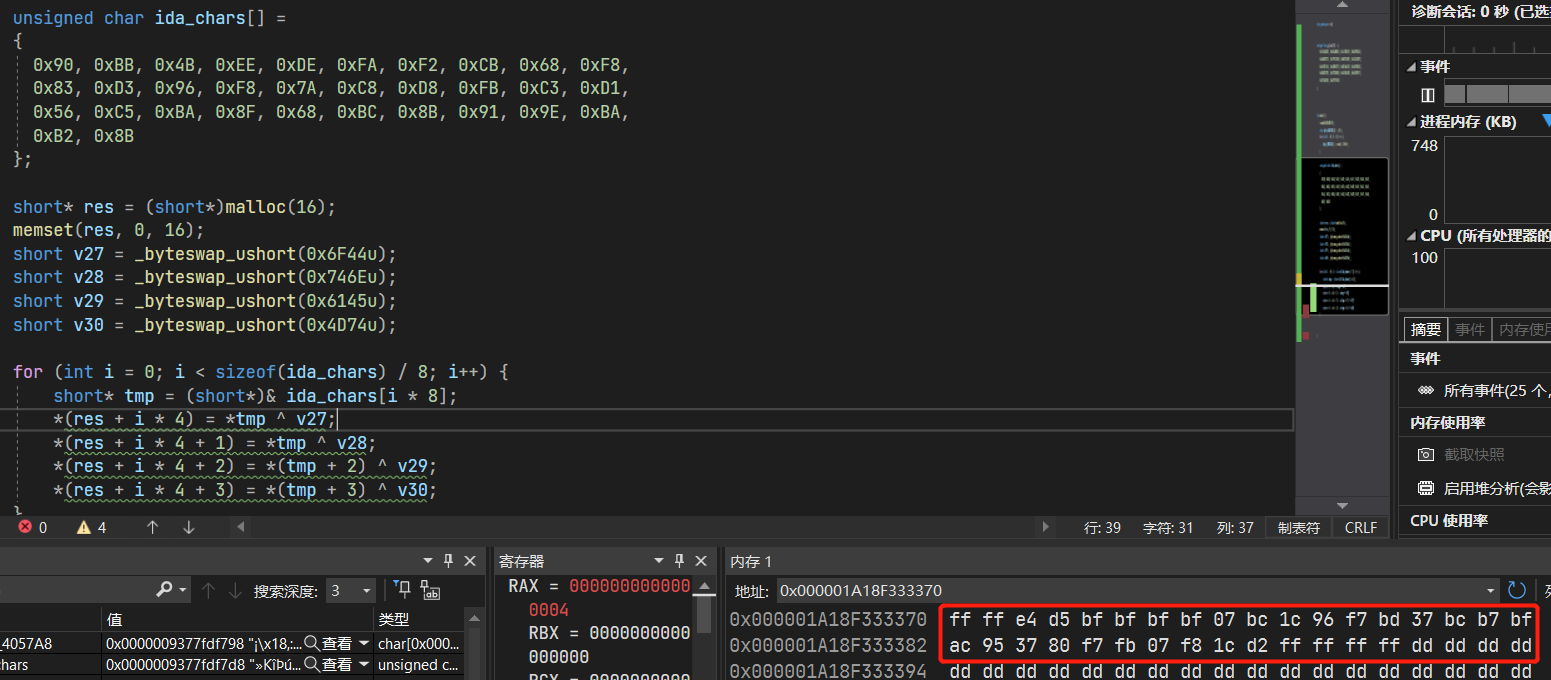 unsigned char ida_chars[] =
{
0x90, 0xBB, 0x4B, 0xEE, 0xDE, 0xFA, 0xF2, 0xCB, 0x68, 0xF8,
0x83, 0xD3, 0x96, 0xF8, 0x7A, 0xC8, 0xD8, 0xFB, 0xC3, 0xD1,
0x56, 0xC5, 0xBA, 0x8F, 0x68, 0xBC, 0x8B, 0x91, 0x9E, 0xBA,
0xB2, 0x8B
};
short* res = (short*)malloc(16);
memset(res, 0, 16);
short v27 = _byteswap_ushort(0x6F44u);
short v28 = _byteswap_ushort(0x746Eu);
short v29 = _byteswap_ushort(0x6145u);
short v30 = _byteswap_ushort(0x4D74u);
for (int i = 0; i < sizeof(ida_chars) / 8; i++) {
short* tmp = (short*)& ida_chars[i * 8];
*(res + i * 4) = *tmp ^ v27;
*(res + i * 4 + 1) = *tmp ^ v28;
*(res + i * 4 + 2) = *(tmp + 2) ^ v29;
*(res + i * 4 + 3) = *(tmp + 3) ^ v30;
}
0 4 行: 39 字符: 31 列: 37 制表符 CRLF
诊断会话: 0 秒 (已选
事件
进程内存 (KB)
748
0
CPU (所有处理器的
100
摘要 事件 内存使用
事件
所有事件(25 个,
内存使用率
截取快照
启用堆分析(会影
CPU 使用率
搜索深度: 3
值 类型
_4057A8 0x0000009377fdf798 "¡\x18,;... 查看 char[0x000...
chars 0x0000009377fdf7d8 "»KîÞú... 查看 unsigned c...
寄存器
RAX = 000000000000
0004
RBX = 0000000000
000000
RCX = 0000000000
内存 1
地址: 0x000001A18F333370
0x000001A18F333370 ff ff e4 d5 bf bf bf bf 07 bc 1c 96 f7 bd 37 bc b7 bf
0x000001A18F333382 ac 95 37 80 f7 fb 07 f8 1c d2 ff ff ff ff dd dd dd dd
0x000001A18F333394 dd dd dd dd dd dd dd dd dd dd dd dd dd dd dd dd dd dd